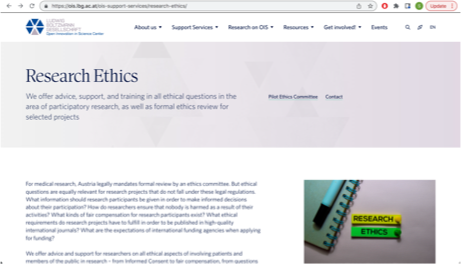 https://ois.lbg.ac.at/ois-support-services/research-ethics/
Update
LUDWIG
BOLTZMANN
GESELLSCHAFT
Open Innovation in Science Center
About us
Support Services
Research on OIS
Resources
Get involved!
Events
EN
Research Ethics
We offer advice, support, and training in all ethical questions in the
area of participatory research, as well as formal ethics review for
selected projects
Pilot Ethics Committee
Contact
For medical research, Austria legally mandates formal review by an ethics committee. But ethical
questions are equally relevant for research projects that do not fall under these legal regulations.
What information should research participants be given in order to make informed decisions
about their participation? How do researchers ensure that nobody is harmed as a result of their
activities? What kinds of fair compensation for research participants exist? What ethical
requirements do research projects have to fulfill in order to be published in high-quality
international journals? What are the expectations of international funding agencies when applying
for funding?
We offer advice and support for researchers on all ethical aspects of involving patients and
members of the public in research – from Informed Consent to fair compensation, from questions
RESEARCH
ETHICS